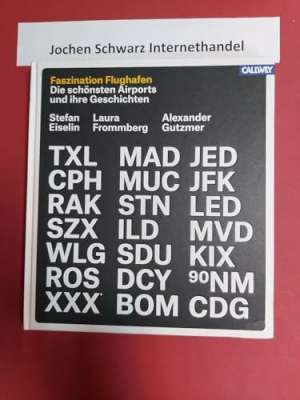 Jochen Schwarz Internethandel
CALLWEY
Faszination Flughafen
Die schönsten Airports
und ihre Geschichten
Stefan Eiselin
Laura Frommberg
Alexander Gutzmer
TXL MAD JED
CPH MUC JFK
RAK STN LED
SZX ILD MVD
WLG SDU KIX
ROS DCY 90NM
XXX* BOM CDG